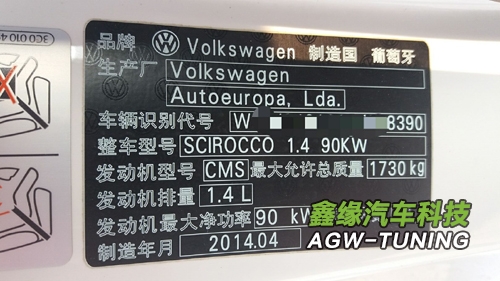 3C0 010 4
品牌 Volkswagen 制造国 葡萄牙
生产厂 Volkswagen
Autoeuropa, Lda.
车辆识别代号 W 8390
整车型号 SCIROCCO 1.4 90KW
发动机型号 CMS 最大允许总质量 1730 kg
发动机排量 1.4 L
发动机最大净功率 90 kW
制造年月 2014.04
鑫缘汽车科技
AGW-TUNING